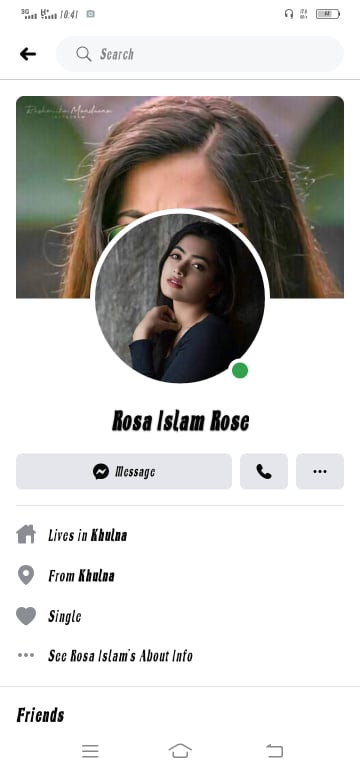 3G H+ 10:41
Search
Rashmika Mandanna
Rosa Islam Rose
Message
Lives in Khulna
From Khulna
Single
See Rosa Islam's About Info
Friends